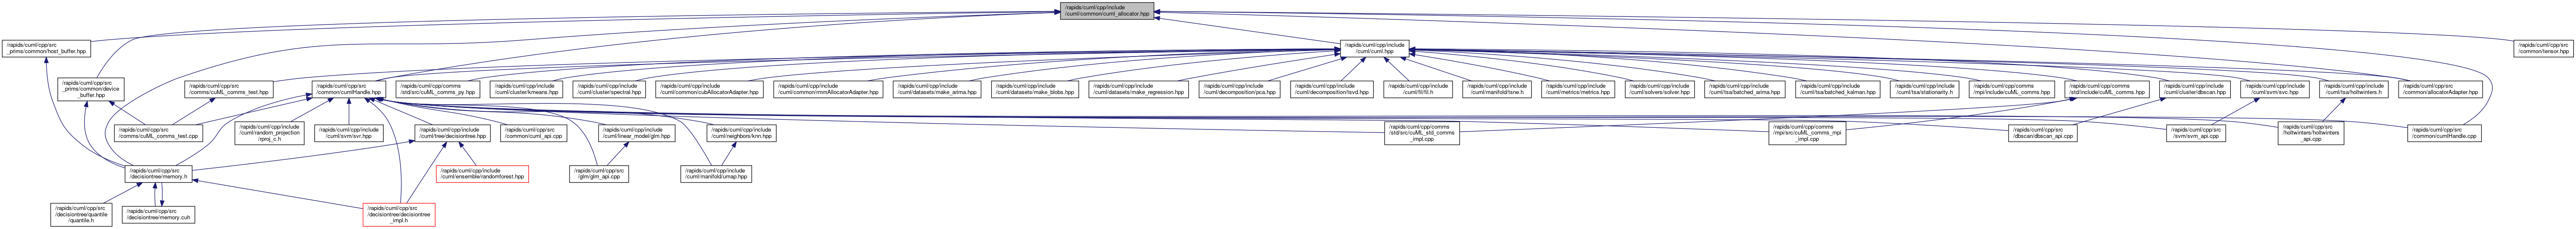 /rapids/cuml/cpp/include
/cuml/common/cuml_allocator.hpp
/rapids/cuml/cpp/src
_prims/common/host_buffer.hpp
/rapids/cuml/cpp/include
/cuml/cuml.hpp
/rapids/cuml/cpp/src
/common/tensor.hpp
/rapids/cuml/cpp/src
_prims/common/device
_buffer.hpp
/rapids/cuml/cpp/src
/comms/cuML_comms_test.hpp
/rapids/cuml/cpp/src
/common/cumlHandle.hpp
/rapids/cuml/cpp/comms
/std/src/cuML_comms_py.hpp
/rapids/cuml/cpp/include
/cuml/cluster/kmeans.hpp
/rapids/cuml/cpp/include
/cuml/cluster/spectral.hpp
/rapids/cuml/cpp/include
/cuml/common/cubAllocatorAdapter.hpp
/rapids/cuml/cpp/include
/cuml/common/rmmAllocatorAdapter.hpp
/rapids/cuml/cpp/include
/cuml/datasets/make_arima.hpp
/rapids/cuml/cpp/include
/cuml/datasets/make_blobs.hpp
/rapids/cuml/cpp/include
/cuml/datasets/make_regression.hpp
/rapids/cuml/cpp/include
/cuml/decomposition/pca.hpp
/rapids/cuml/cpp/include
/cuml/decomposition/tsvd.hpp
/rapids/cuml/cpp/include
/cuml/fil/fil.h
/rapids/cuml/cpp/include
/cuml/manifold/tsne.h
/rapids/cuml/cpp/include
/cuml/metrics/metrics.hpp
/rapids/cuml/cpp/include
/cuml/solvers/solver.hpp
/rapids/cuml/cpp/include
/cuml/tsa/batched_arima.hpp
/rapids/cuml/cpp/include
/cuml/tsa/batched_kalman.hpp
/rapids/cuml/cpp/include
/cuml/tsa/stationarity.h
/rapids/cuml/cpp/comms
/mpi/include/cuML_comms.hpp
/rapids/cuml/cpp/comms
/std/include/cuML_comms.hpp
/rapids/cuml/cpp/include
/cuml/cluster/dbscan.hpp
/rapids/cuml/cpp/include
/cuml/svm/svc.hpp
/rapids/cuml/cpp/include
/cuml/tsa/holtwinters.h
/rapids/cuml/cpp/src
/common/allocatorAdapter.hpp
/rapids/cuml/cpp/src
/comms/cuML_comms_test.cpp
/rapids/cuml/cpp/include
/cuml/random_projection
/rproj_c.h
/rapids/cuml/cpp/include
/cuml/svm/svr.hpp
/rapids/cuml/cpp/include
/cuml/tree/decisiontree.hpp
/rapids/cuml/cpp/src
/common/cuml_api.cpp
/rapids/cuml/cpp/include
/cuml/linear_model/glm.hpp
/rapids/cuml/cpp/include
/cuml/neighbors/knn.hpp
/rapids/cuml/cpp/comms
/std/src/cuML_std_comms
_impl.cpp
/rapids/cuml/cpp/comms
/mpi/src/cuML_comms_mpi
_impl.cpp
/rapids/cuml/cpp/src
/dbscan/dbscan_api.cpp
/rapids/cuml/cpp/src
/svm/svm_api.cpp
/rapids/cuml/cpp/src
/holtwinters/holtwinters
_api.cpp
/rapids/cuml/cpp/src
/common/cumlHandle.cpp
/rapids/cuml/cpp/src
/decisiontree/memory.h
/rapids/cuml/cpp/include
/cuml/ensemble/randomforest.hpp
/rapids/cuml/cpp/src
/glm/glm_api.cpp
/rapids/cuml/cpp/include
/cuml/manifold/umap.hpp
/rapids/cuml/cpp/src
/decisiontree/quantile
/quantile.h
/rapids/cuml/cpp/src
/decisiontree/memory.cuh
/rapids/cuml/cpp/src
/decisiontree/decisiontree
_impl.h